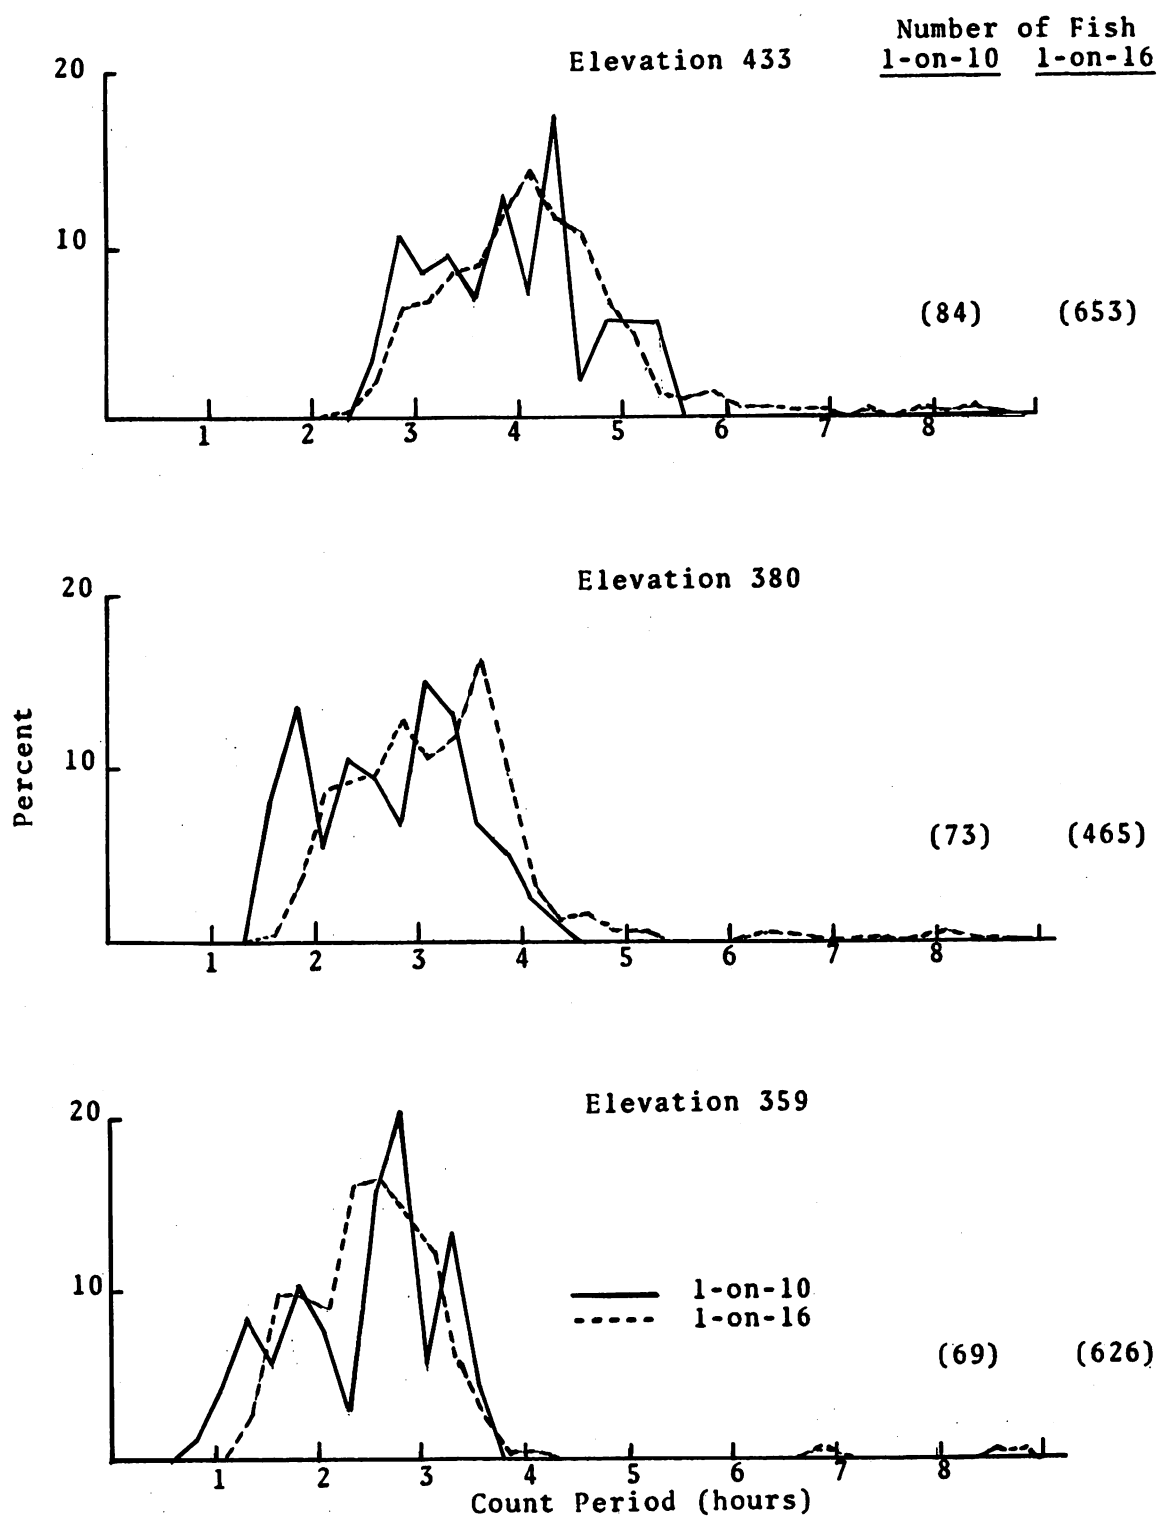 Number of Fish
Elevation 433 1-on-10 1-on-16
20
10
(84) (653)
1 2 3 4 5 6 7 8
Elevation 380
20
Percent
10
(73) (465)
1 2 3 4 5 6 7 8
Elevation 359
20
10
1-on-10
1-on-16
(69) (626)
1 2 3 4 5 6 7 8
Count Period (hours)